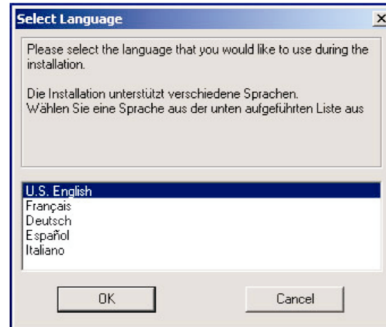 Select Language
Please select the language that you would like to use during the
installation.
Die Installation unterstützt verschiedene Sprachen.
Wählen Sie eine Sprache aus der unten aufgeführten Liste aus
U.S. English
Français
Deutsch
Español
Italiano
OK
Cancel